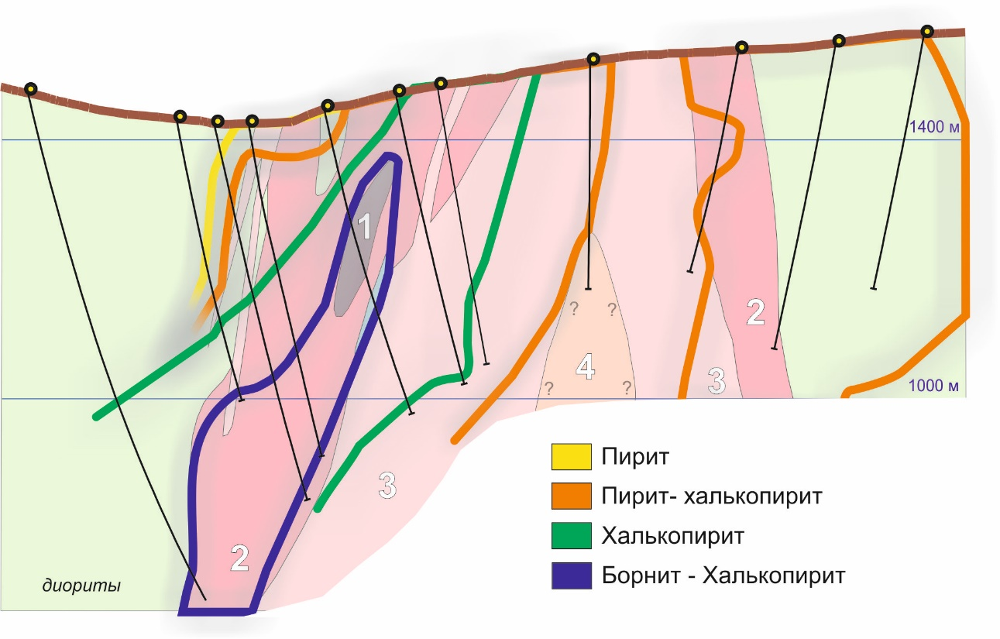 1400 м
1
2
?
?
4
3
?
?
1000 м
Пирит
3
Пирит- халькопирит
Халькопирит
2
Борнит - Халькопирит
диориты